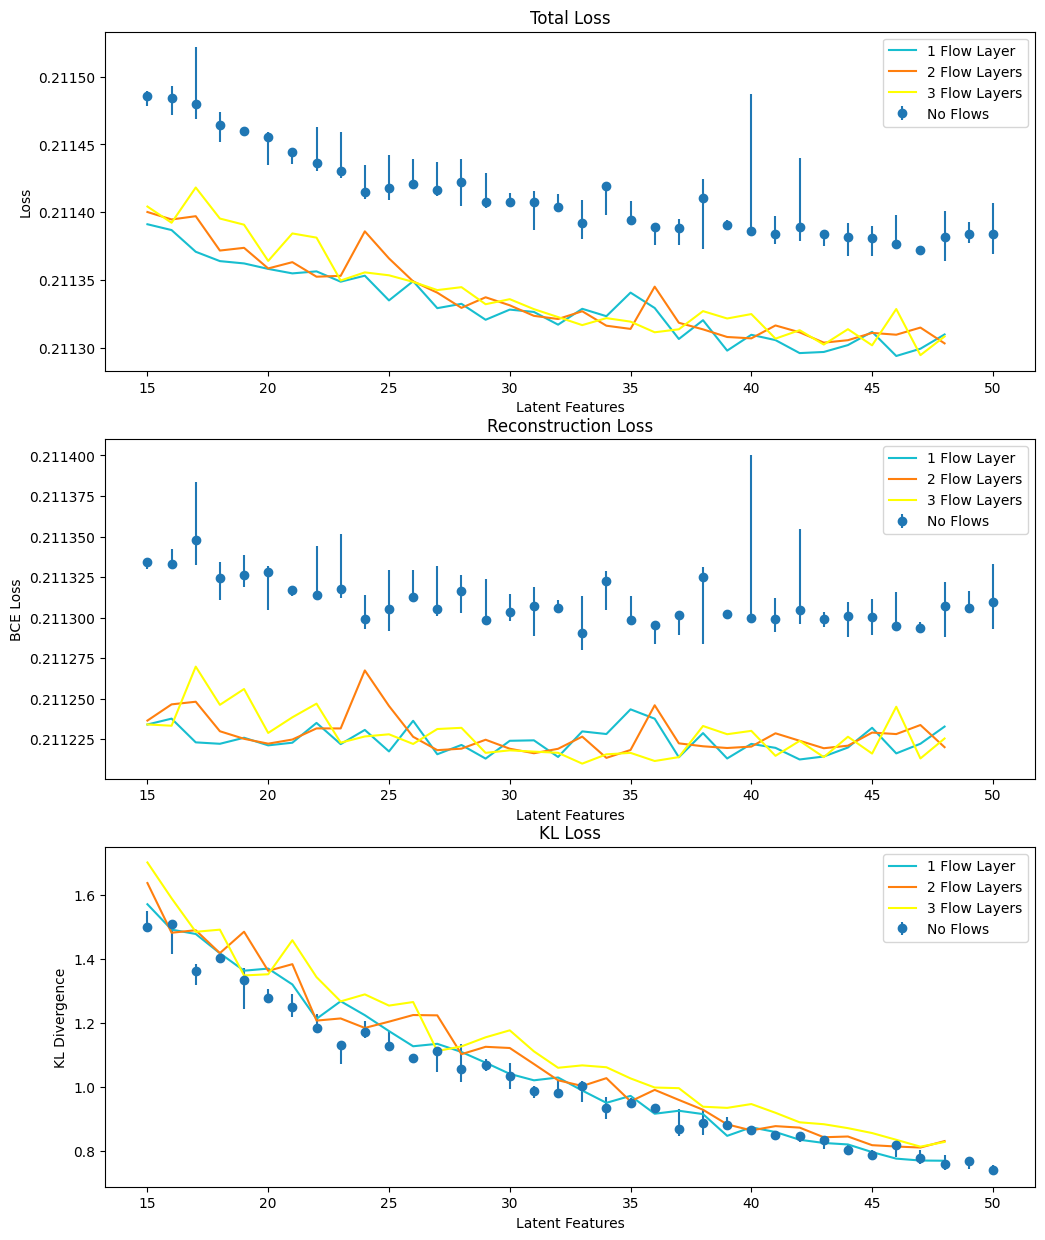 Total Loss
1 Flow Layer
2 Flow Layers
3 Flow Layers
No Flows
0.21150
0.21145
0.21140
0.21135
0.21130
Loss
15 20 25 30 35 40 45 50
Latent Features
Reconstruction Loss
1 Flow Layer
2 Flow Layers
3 Flow Layers
No Flows
0.211400
0.211375
0.211350
0.211325
0.211300
0.211275
0.211250
0.211225
BCE Loss
15 20 25 30 35 40 45 50
Latent Features
KL Loss
1 Flow Layer
2 Flow Layers
3 Flow Layers
No Flows
1.6
1.4
1.2
1.0
0.8
KL Divergence
15 20 25 30 35 40 45 50
Latent Features